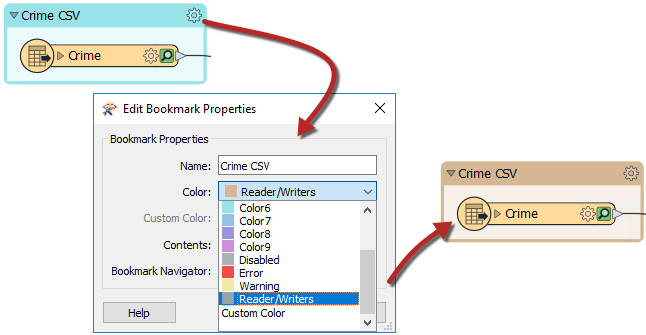 Crime CSV
Crime
Edit Bookmark Properties
Bookmark Properties
Name: Crime CSV
Color: Reader/Writers
Custom Color:
Contents:
Bookmark Navigator:
Color6
Color7
Color8
Color9
Disabled
Error
Warning
Reader/Writers
Custom Color
Help
Crime CSV
Crime